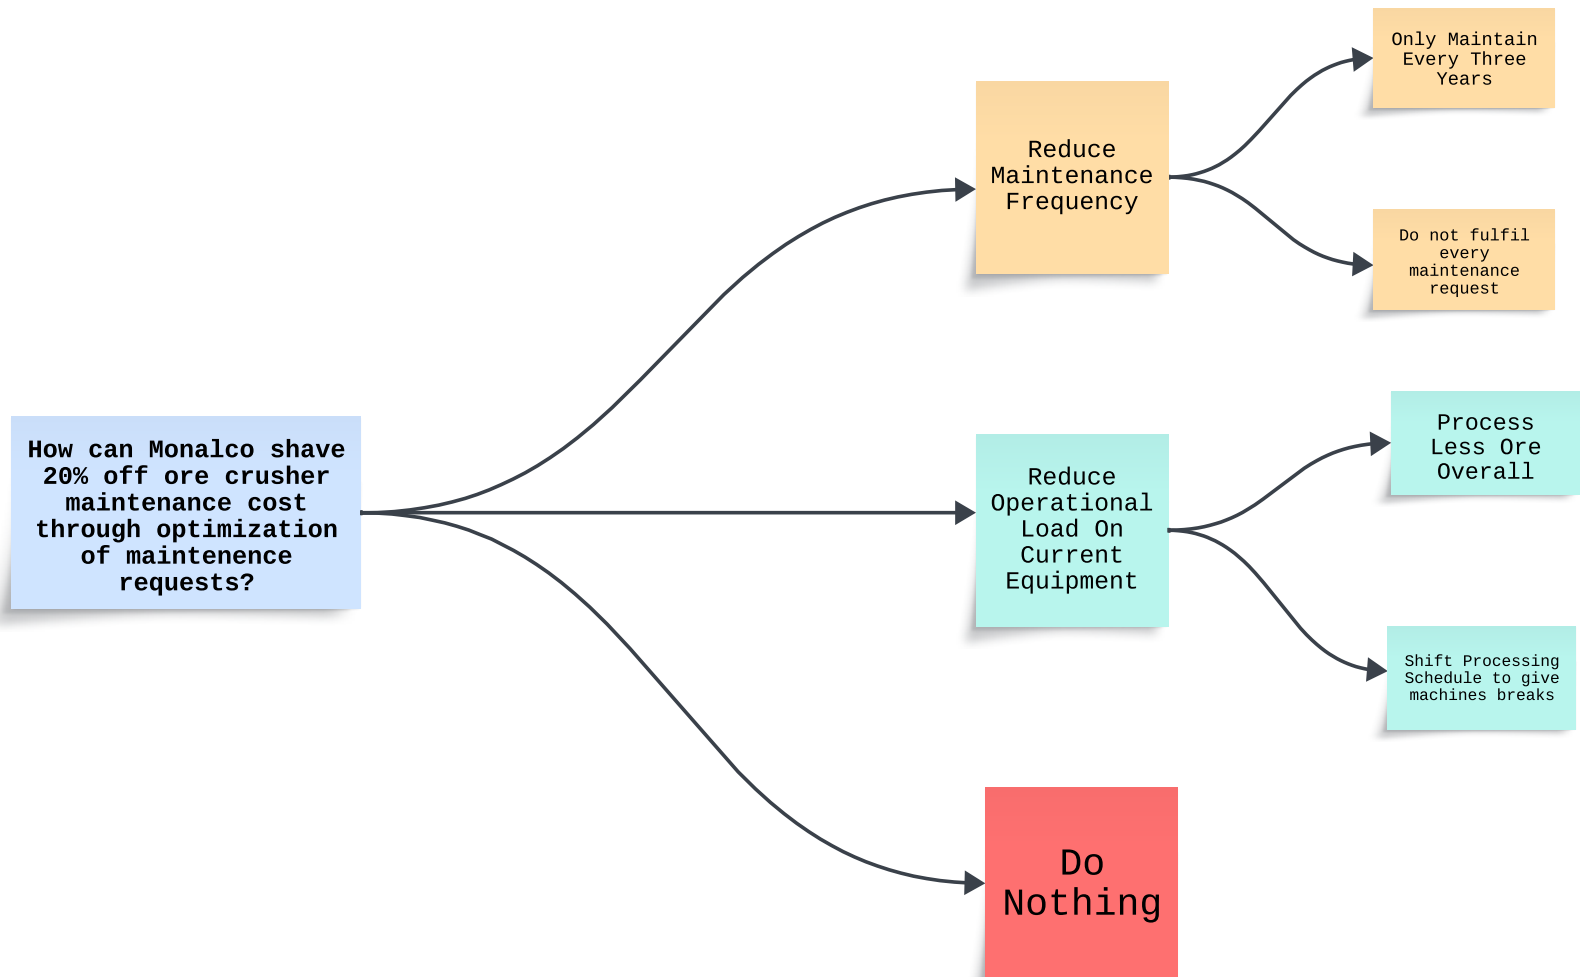 Only Maintain
Every Three
Years
Reduce
Maintenance
Frequency
Do not fulfil
every
maintenance
request
How can Monalco shave
20% off ore crusher
maintenance cost
through optimization
of maintenence
requests?
Process
Less Ore
Overall
Reduce
Operational
Load On
Current
Equipment
Shift Processing
Schedule to give
machines breaks
Do
Nothing